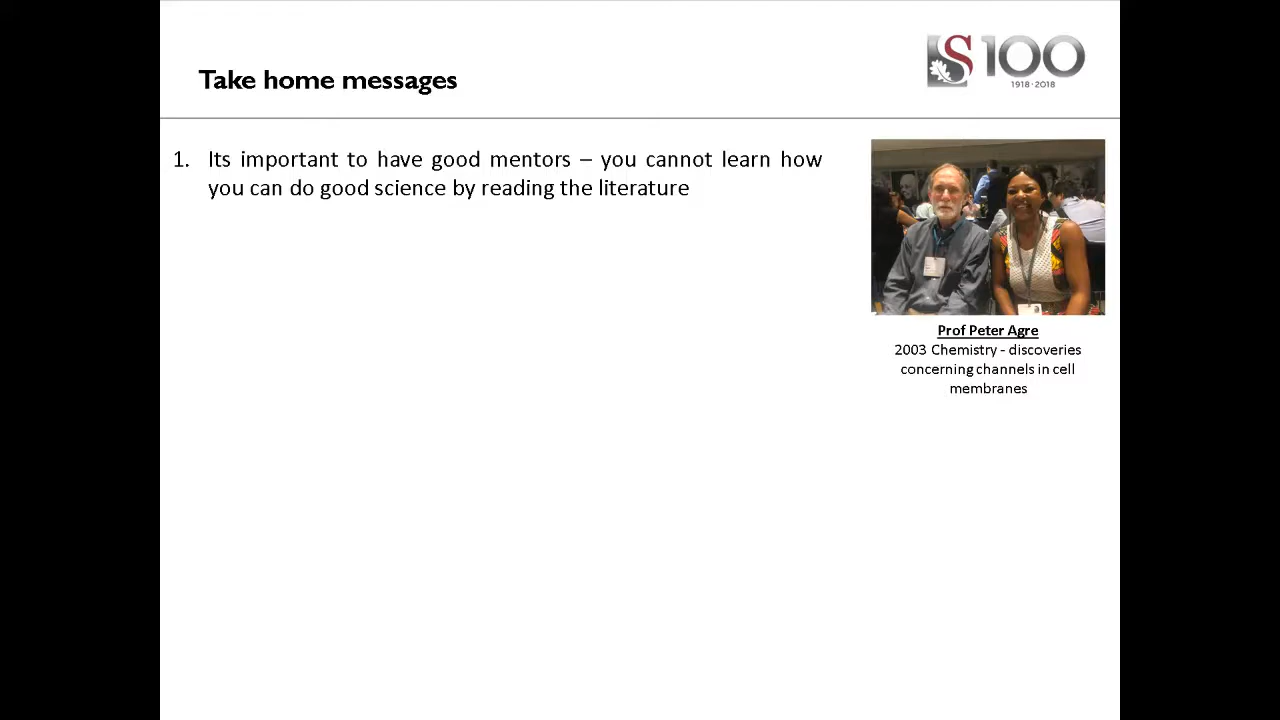 Take home messages
S100
1918·2018
1. Its important to have good mentors – you cannot learn how
you can do good science by reading the literature
Prof Peter Agre
2003 Chemistry - discoveries
concerning channels in cell
membranes